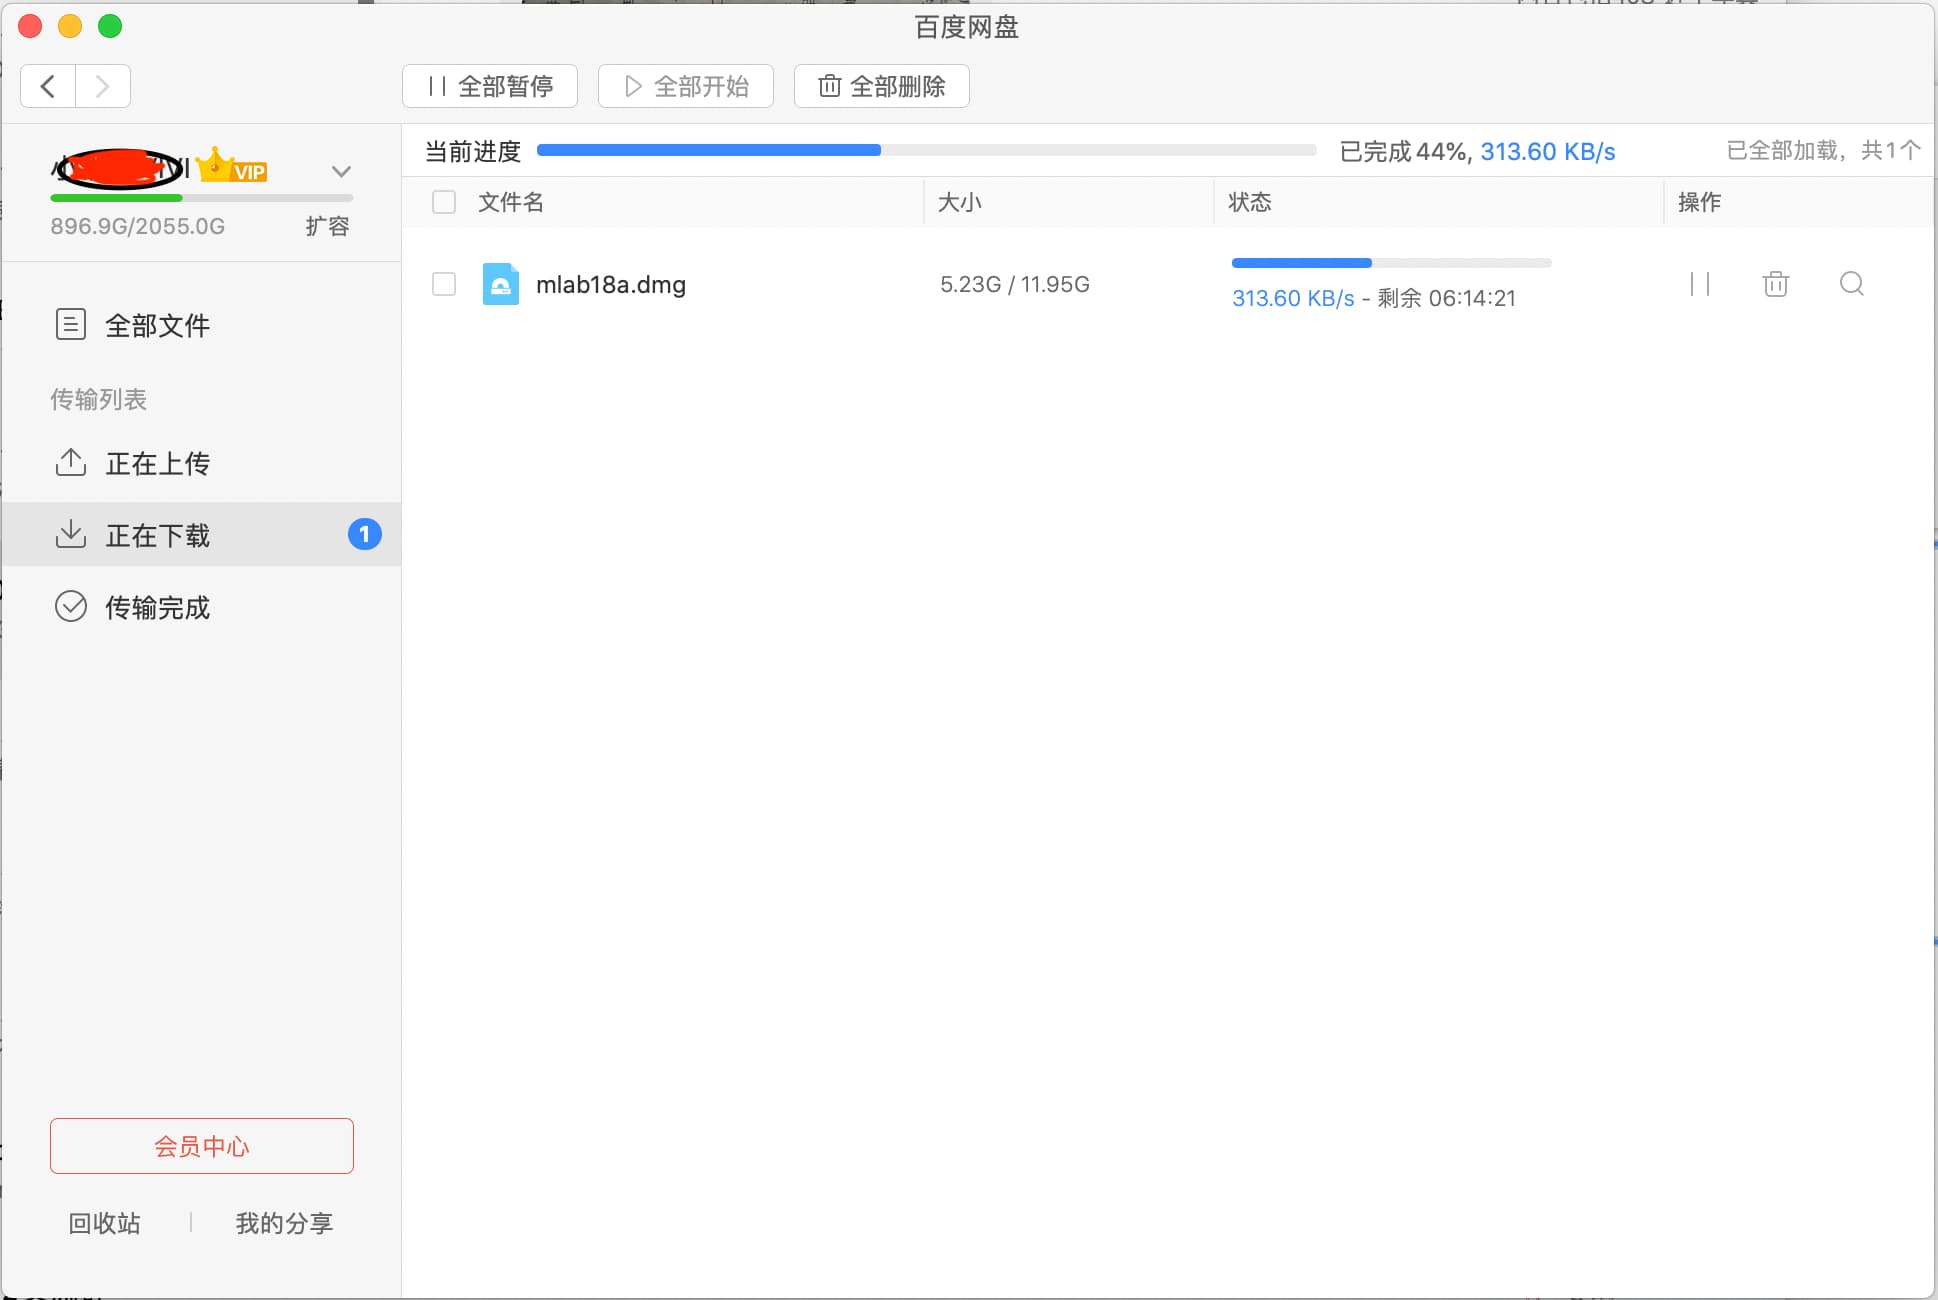 百度网盘
全部暂停
全部开始
全部删除
VIP
896.9G/2055.0G
扩容
全部文件
传输列表
正在上传
正在下载
1
传输完成
会员中心
回收站
我的分享
当前进度
已完成44%, 313.60 KB/s
已全部加载，共1个
文件名
大小
状态
操作
mlab18a.dmg
5.23G / 11.95G
313.60 KB/s - 剩余 06:14:21